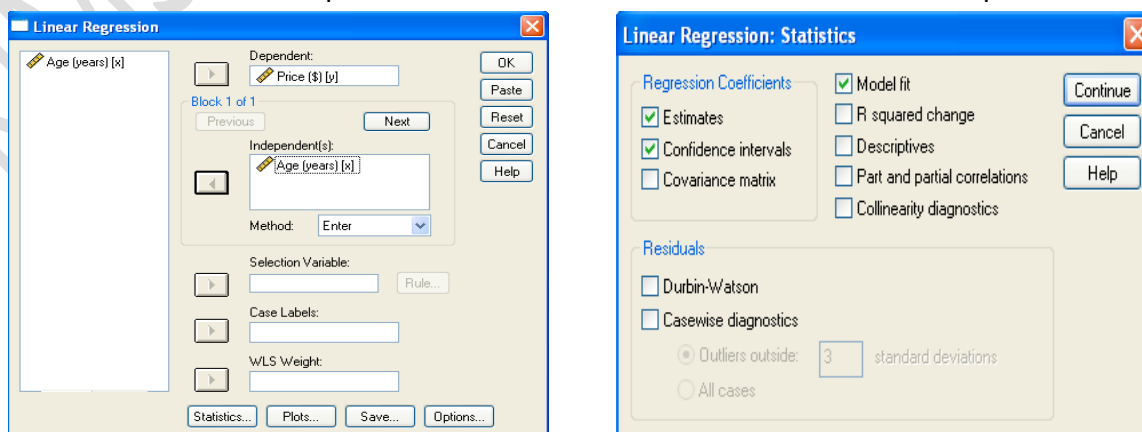 Linear Regression
Age (years) [x]
Dependent:
Price ($) [y]
Block 1 of 1
Previous
Next
Independent(s):
Age (years) [x]
Method:
Enter
Selection Variable:
Rule...
Case Labels:
WLS Weight:
OK
Paste
Reset
Cancel
Help
Statistics...
Plots...
Save...
Options...
Linear Regression: Statistics
Regression Coefficients
Estimates
Confidence intervals
Covariance matrix
Model fit
R squared change
Descriptives
Part and partial correlations
Collinearity diagnostics
Continue
Cancel
Help
Residuals
Durbin-Watson
Casewise diagnostics
Outliers outside: 3 standard deviations
All cases